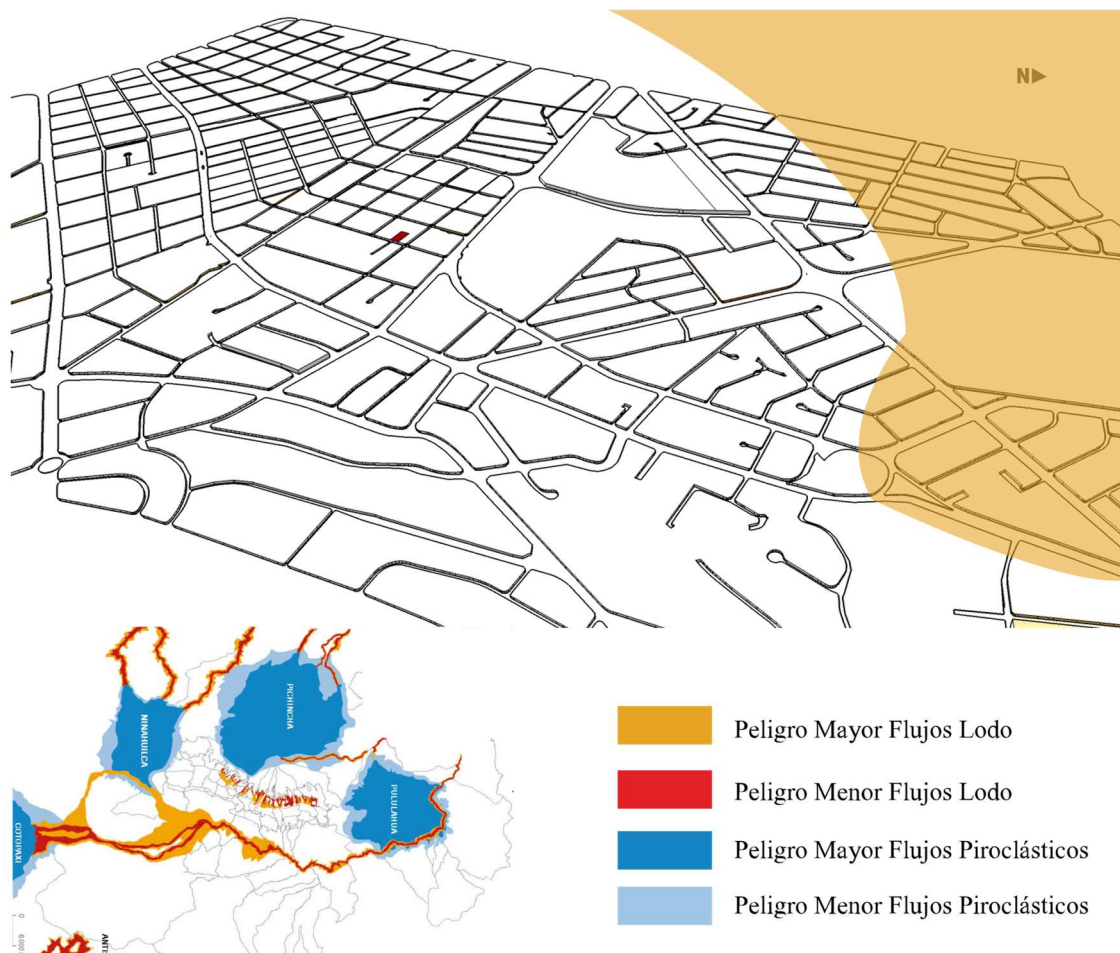 N
PICHINCHA
NINAHUILCA
PULULAHUA
COTOPAXI
0
Peligro Mayor Flujos Lodo
Peligro Menor Flujos Lodo
Peligro Mayor Flujos Piroclásticos
Peligro Menor Flujos Piroclásticos